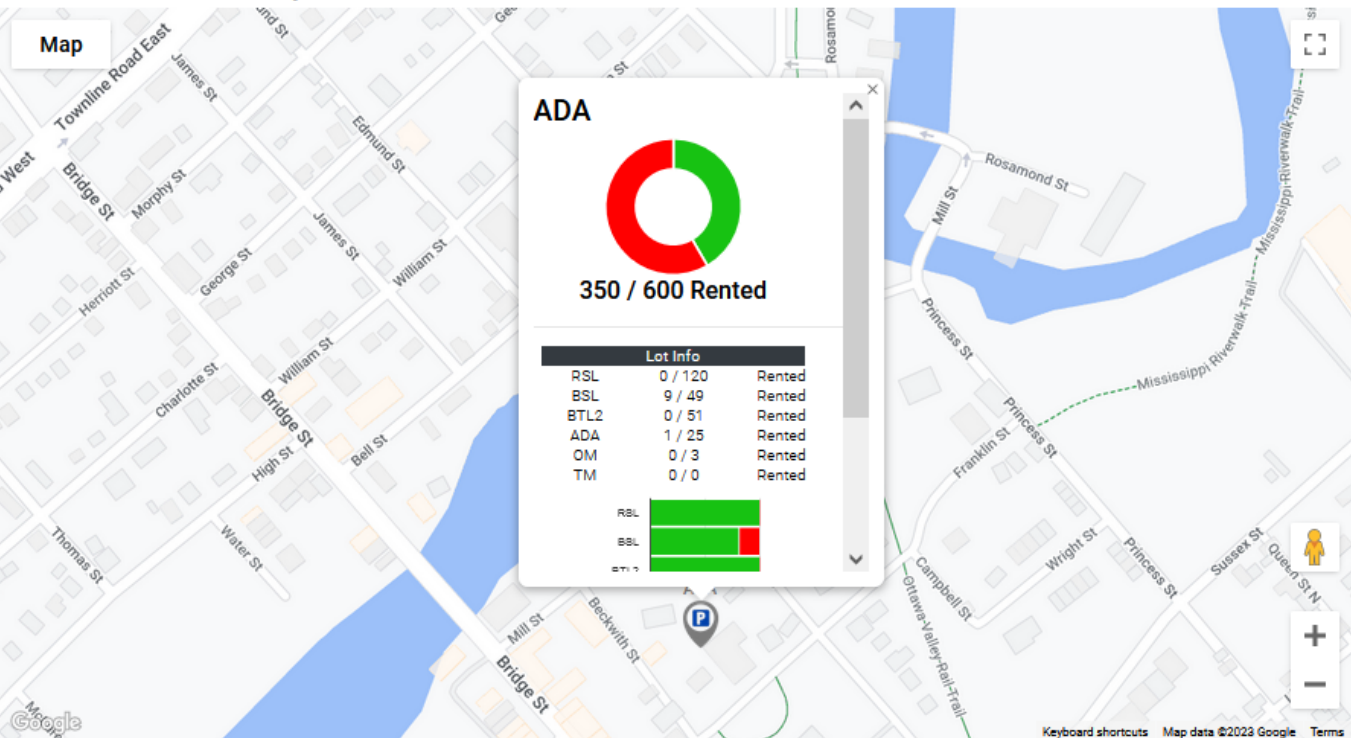 Map
ADA
350 / 600 Rented
Lot Info
RSL 0 / 120 Rented
BSL 9 / 49 Rented
BTL2 0 / 51 Rented
ADA 1 / 25 Rented
OM 0 / 3 Rented
TM 0 / 0 Rented
RBL
BBL
BTL2
Townline Road East
West
James St
Edmund St
Bridge St
Morphy St
James St
George St
William St
Herriott St
William St
Charlotte St
Bridge St
High St
Bell St
Thomas St
Water St
Mill St
Beckwith St
Bridge St
P
Rosamond St
Mill St
Princess St
Mississippi-Riverwalk-Trail
Mississippi Riverwalk-Trail
Princess St
Franklin St
Wright St
Princess St
Sussex St
Queen St N
Campbell St
Ottawa-Valley-Rail-Trail
Google
Keyboard shortcuts Map data ©2023 Google Terms